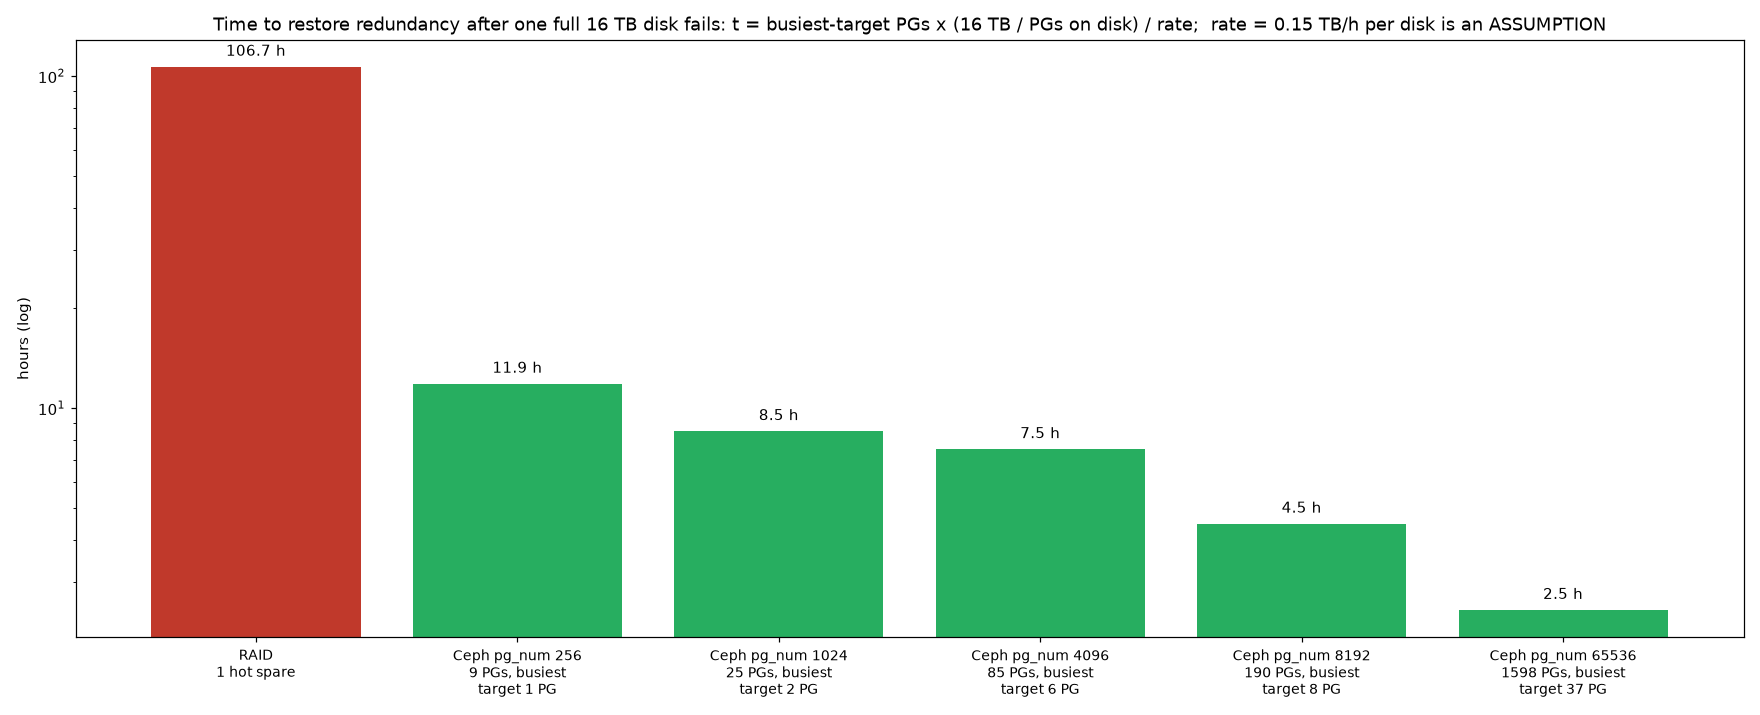 Time to restore redundancy after one full 16 TB disk fails: t = busiest-target PGs x (16 TB / PGs on disk) / rate;  rate = 0.15 TB/h per disk is an ASSUMPTION
106.7 h
11.9 h
8.5 h
7.5 h
4.5 h
2.5 h
10²
10¹
hours (log)
RAID
1 hot spare
Ceph pg_num 256
9 PGs, busiest
target 1 PG
Ceph pg_num 1024
25 PGs, busiest
target 2 PG
Ceph pg_num 4096
85 PGs, busiest
target 6 PG
Ceph pg_num 8192
190 PGs, busiest
target 8 PG
Ceph pg_num 65536
1598 PGs, busiest
target 37 PG